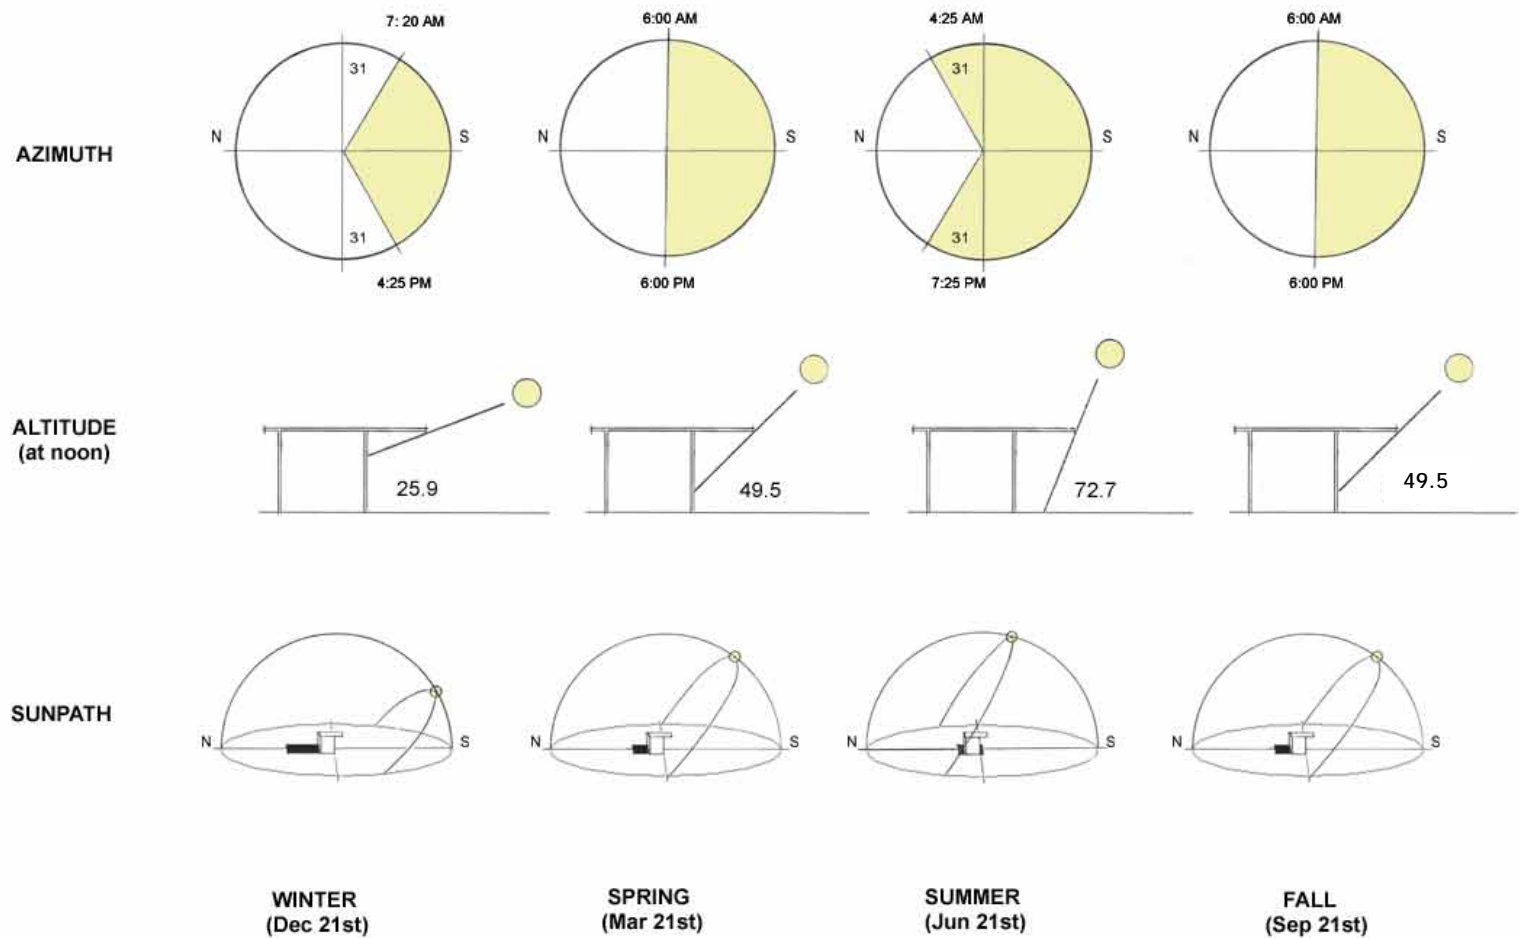 7: 20 AM
6:00 AM
4:25 AM
6:00 AM
31
31
N
S
N
S
N
S
N
S
AZIMUTH
31
31
4:25 PM
6:00 PM
7:25 PM
6:00 PM
ALTITUDE
(at noon)
25.9
49.5
72.7
49.5
SUNPATH
N
S
N
S
N
S
N
S
WINTER
(Dec 21st)
SPRING
(Mar 21st)
SUMMER
(Jun 21st)
FALL
(Sep 21st)